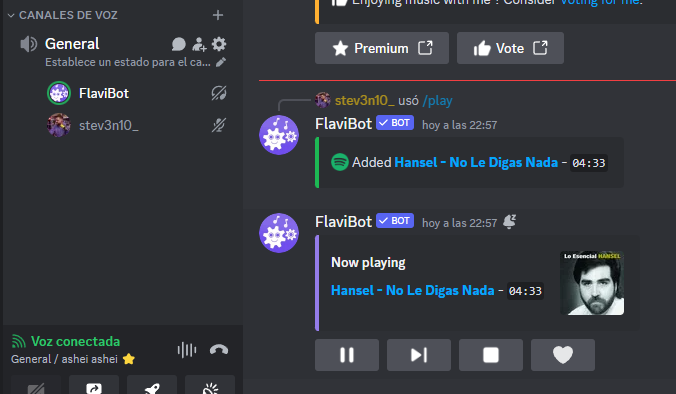 CANALES DE VOZ
General
Establece un estado para el ca...
FlaviBot
stev3n10_
Voz conectada
General / ashei ashei
Enjoying music with me ? Consider Voting for me.
Premium
Vote
stev3n10_ usó /play
FlaviBot BOT hoy a las 22:57
Added Hansel - No Le Digas Nada - 04:33
FlaviBot BOT hoy a las 22:57
Now playing
Hansel - No Le Digas Nada - 04:33
Lo Esencial HANSEL